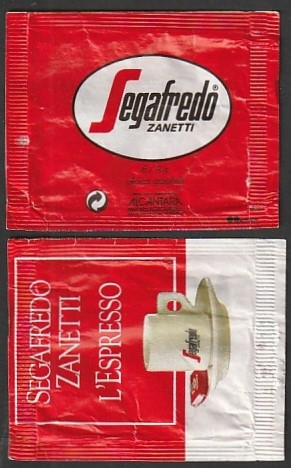 Segafredo®
ZANETTI
ALCANTARA
SEGAFREDO
ZANETTI
L'ESPRESSO
Segafredo